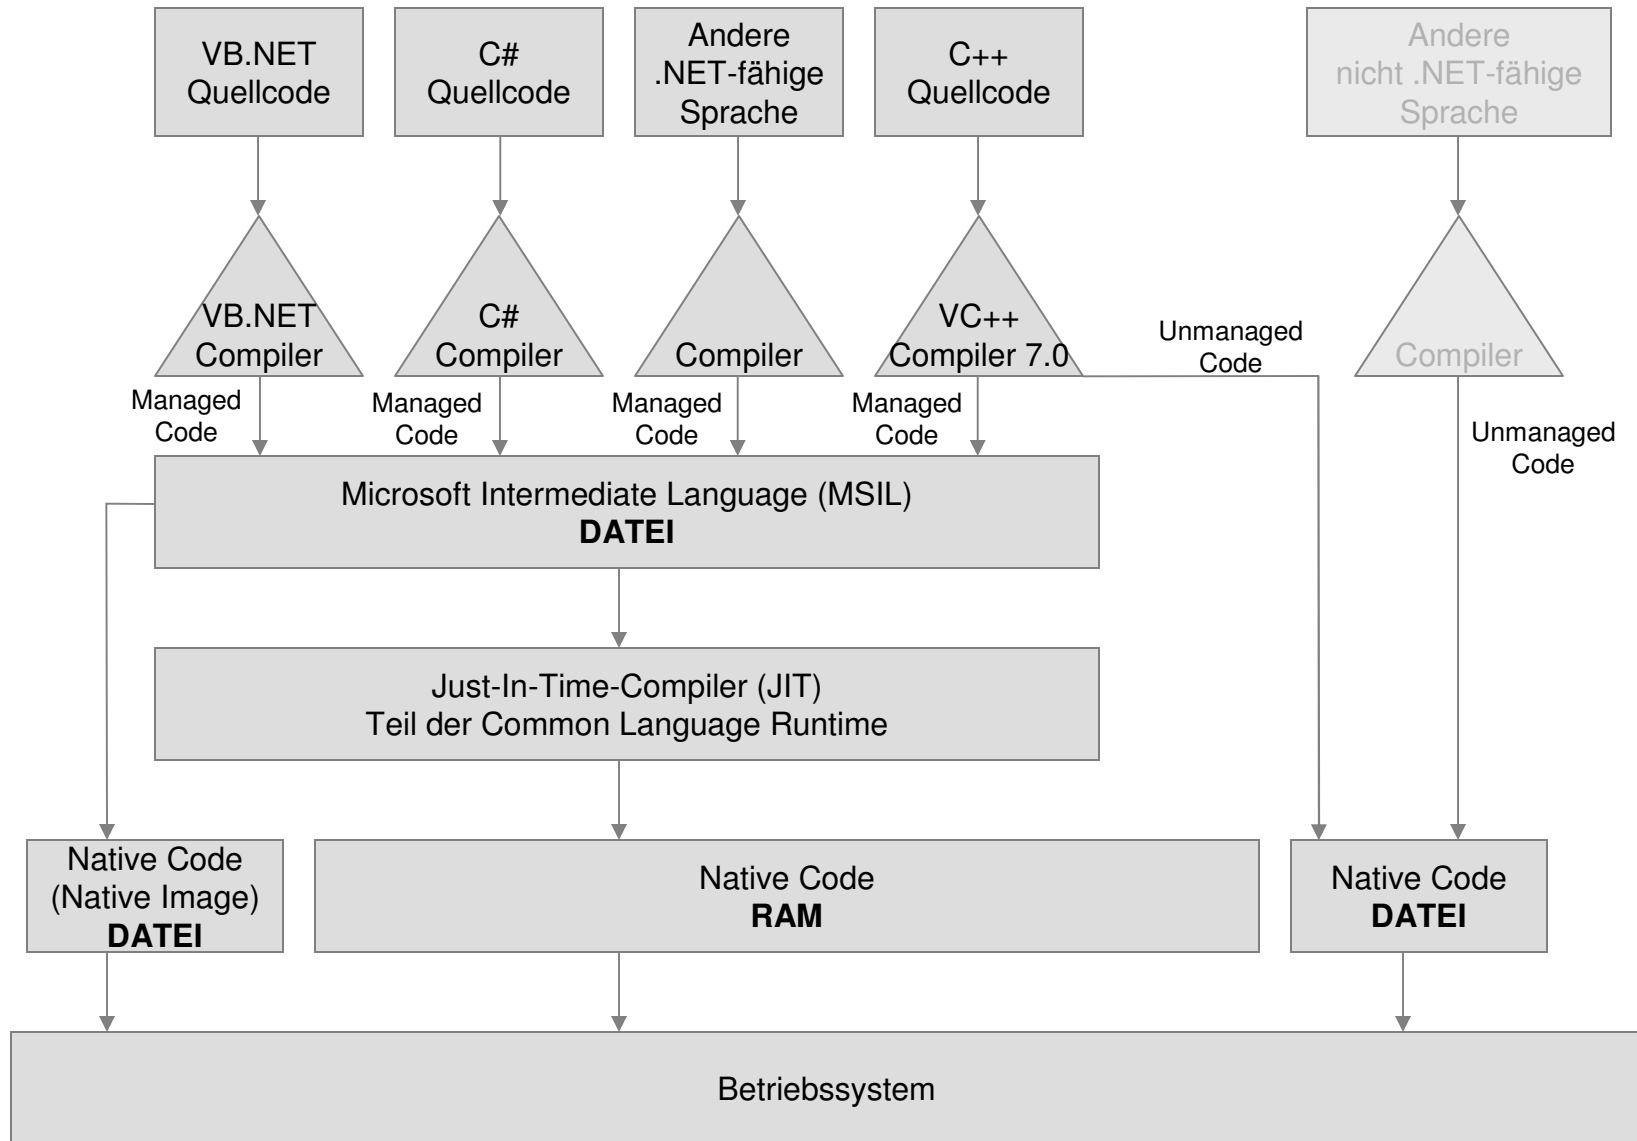 VB.NET
Quellcode
C#
Quellcode
Andere
.NET-fähige
Sprache
C++
Quellcode
Andere
nicht .NET-fähige
Sprache
VB.NET
Compiler
C#
Compiler
Compiler
VC++
Compiler 7.0
Unmanaged
Code
Compiler
Managed
Code
Managed
Code
Managed
Code
Managed
Code
Unmanaged
Code
Microsoft Intermediate Language (MSIL)
DATEI
Just-In-Time-Compiler (JIT)
Teil der Common Language Runtime
Native Code
(Native Image)
DATEI
Native Code
RAM
Native Code
DATEI
Betriebssystem